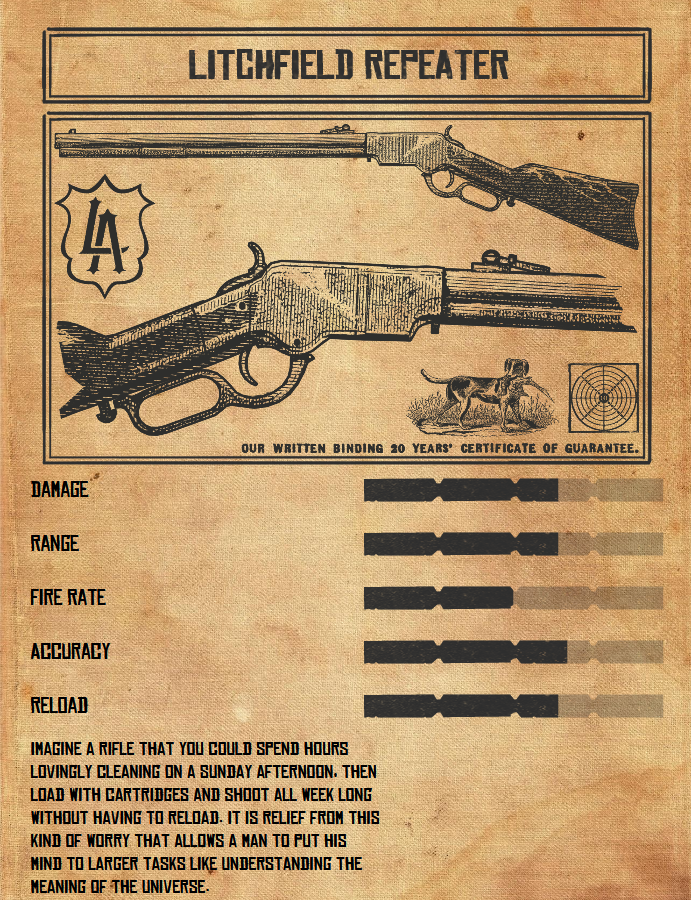 LITCHFIELD REPEATER
LA
OUR WRITTEN BINDING 20 YEARS' CERTIFICATE OF GUARANTEE.
DAMAGE
RANGE
FIRE RATE
ACCURACY
RELOAD
IMAGINE A RIFLE THAT YOU COULD SPEND HOURS
LOVINGLY CLEANING ON A SUNDAY AFTERNOON, THEN
LOAD WITH CARTRIDGES AND SHOOT ALL WEEK LONG
WITHOUT HAVING TO RELOAD. IT IS RELIEF FROM THIS
KIND OF WORRY THAT ALLOWS A MAN TO PUT HIS
MIND TO LARGER TASKS LIKE UNDERSTANDING THE
MEANING OF THE UNIVERSE.